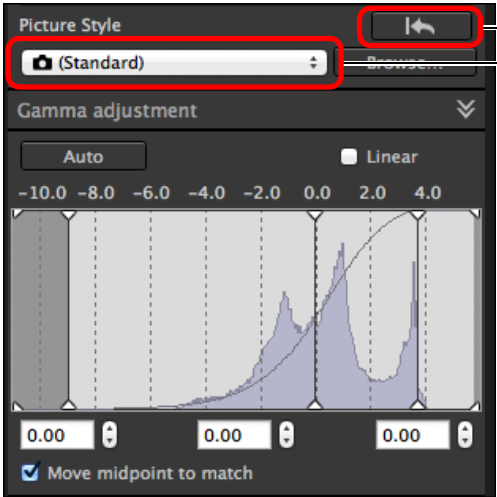 Picture Style
(Standard)
Browse...
Gamma adjustment
Auto
Linear
-10.0 -8.0 -6.0 -4.0 -2.0 0.0 2.0 4.0
0.00 0.00 0.00
Move midpoint to match